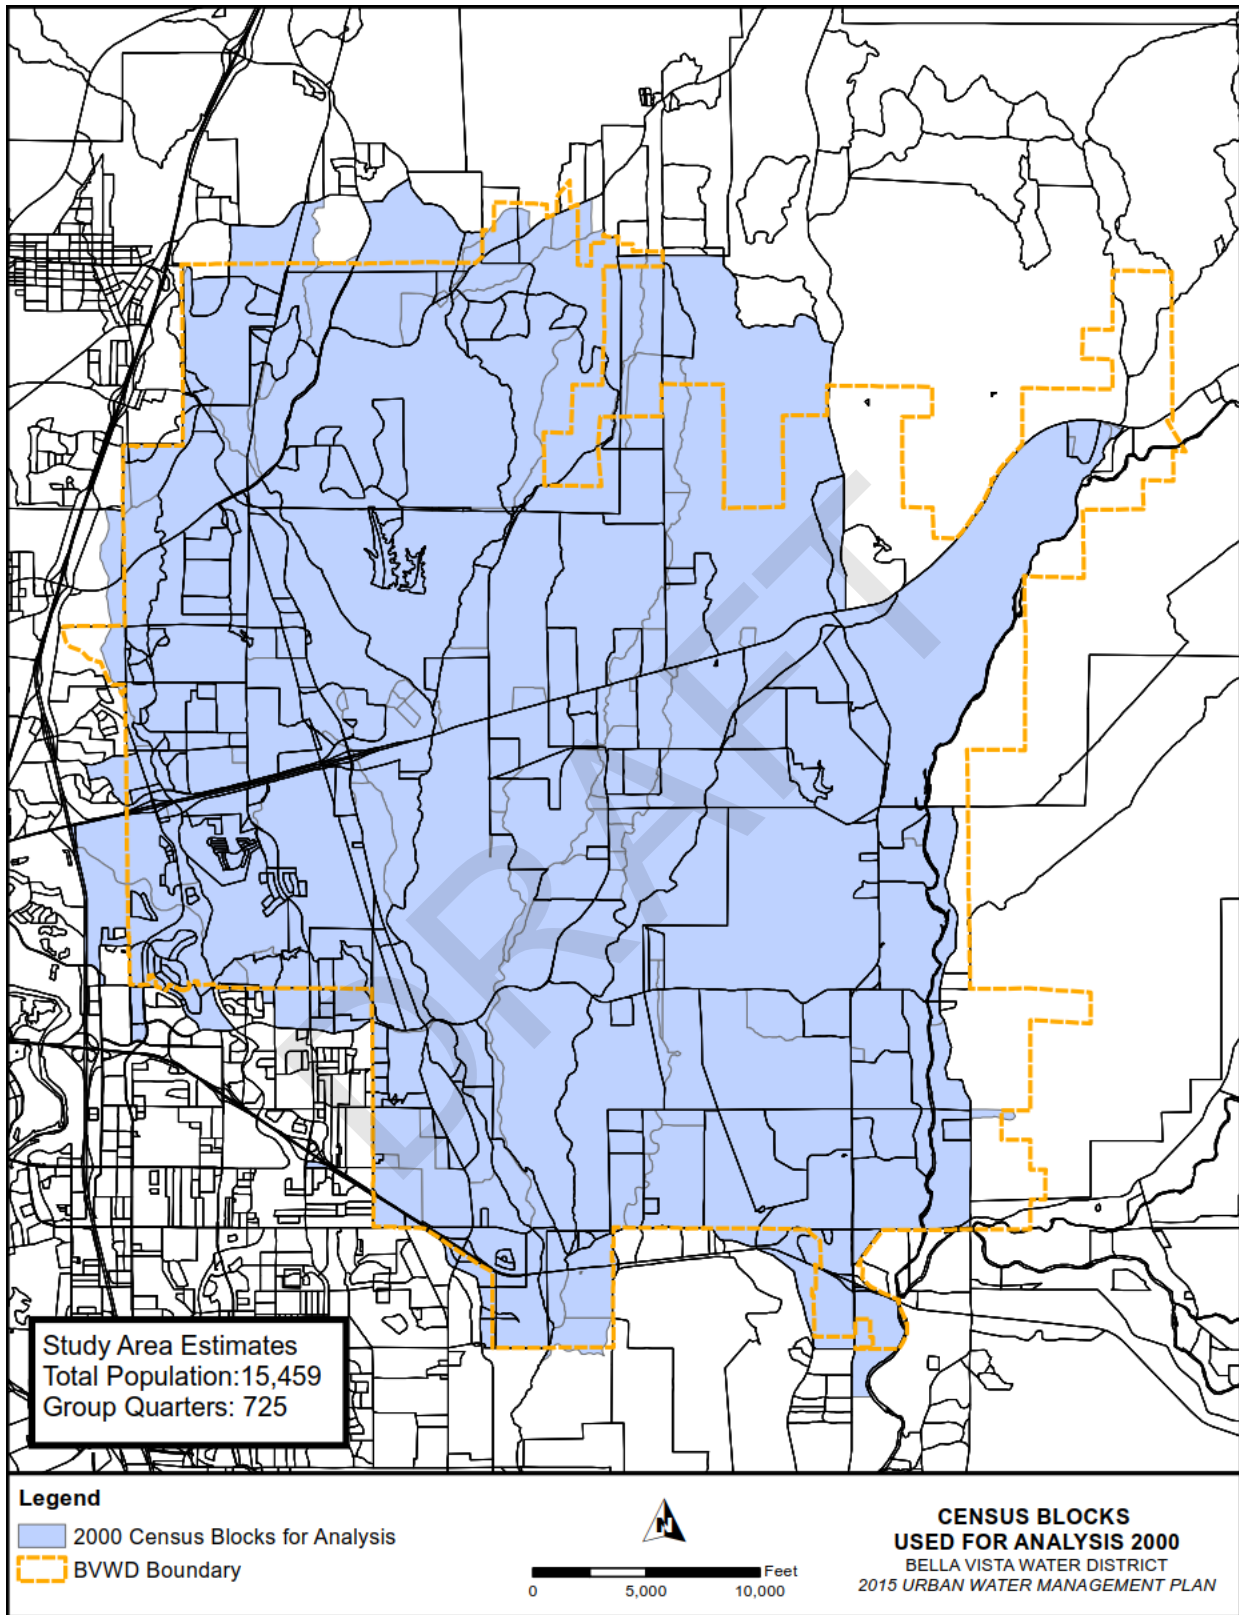 DRAFT
Study Area Estimates
Total Population:15,459
Group Quarters: 725
Legend
2000 Census Blocks for Analysis
BVWD Boundary
N
Feet
0 5,000 10,000
CENSUS BLOCKS
USED FOR ANALYSIS 2000
BELLA VISTA WATER DISTRICT
2015 URBAN WATER MANAGEMENT PLAN